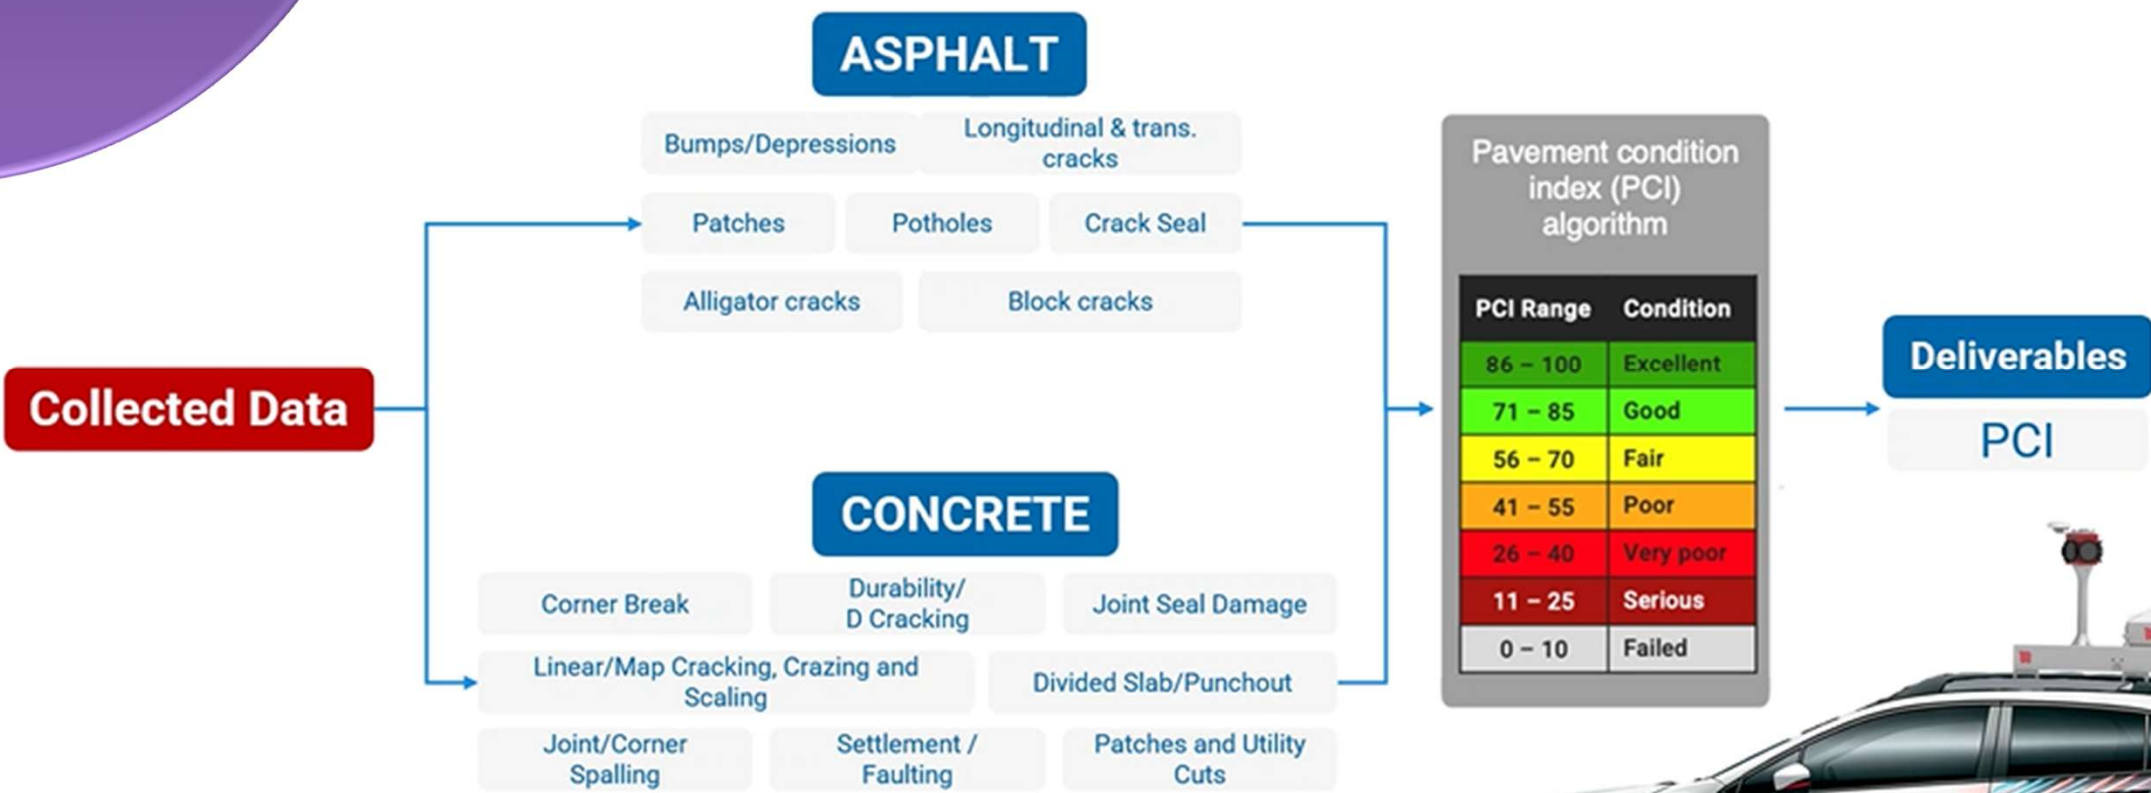 ASPHALT
Bumps/Depressions
Longitudinal & trans.
cracks
Patches
Potholes
Crack Seal
Alligator cracks
Block cracks
Collected Data
CONCRETE
Corner Break
Durability/
D Cracking
Joint Seal Damage
Linear/Map Cracking, Crazing and
Scaling
Divided Slab/Punchout
Joint/Corner
Spalling
Settlement /
Faulting
Patches and Utility
Cuts
Pavement condition
index (PCI)
algorithm
PCI Range Condition
86 – 100 Excellent
71 – 85 Good
56 – 70 Fair
41 – 55 Poor
26 – 40 Very poor
11 – 25 Serious
0 – 10 Failed
Deliverables
PCI